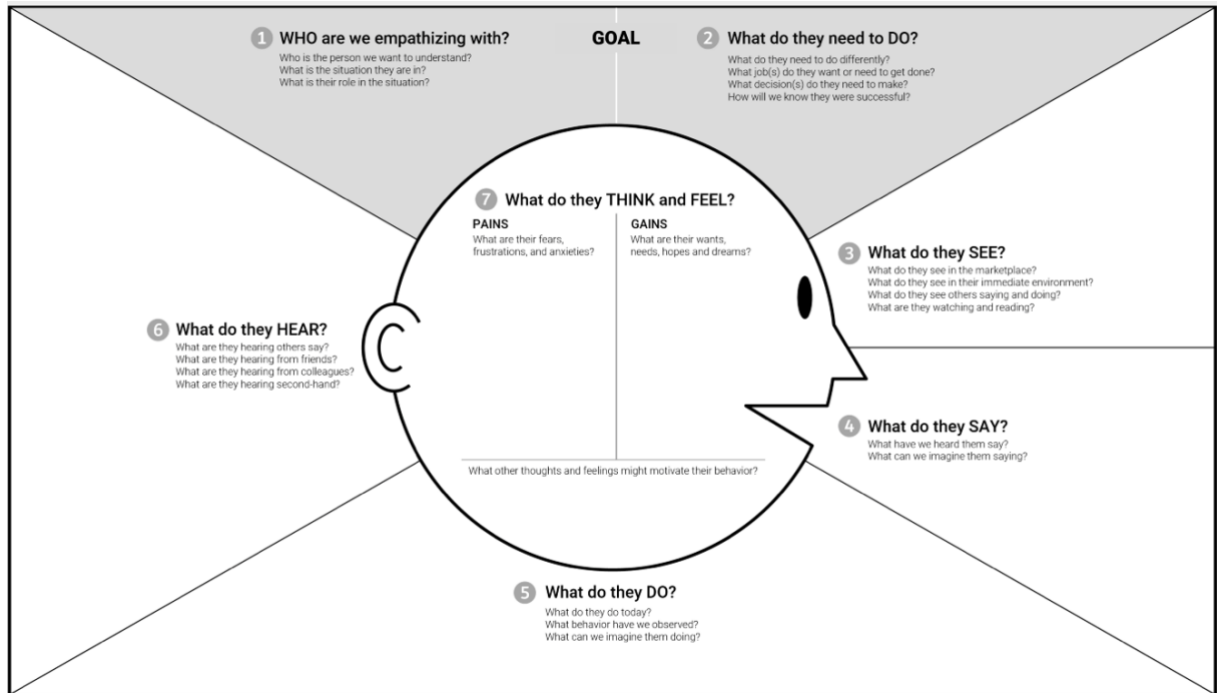 GOAL
1 WHO are we empathizing with?
Who is the person we want to understand?
What is the situation they are in?
What is their role in the situation?
2 What do they need to DO?
What do they need to do differently?
What job(s) do they want or need to get done?
What decision(s) do they need to make?
How will we know they were successful?
3 What do they SEE?
What do they see in the marketplace?
What do they see in their immediate environment?
What do they see others saying and doing?
What are they watching and reading?
4 What do they SAY?
What have we heard them say?
What can we imagine them saying?
5 What do they DO?
What do they do today?
What behavior have we observed?
What can we imagine them doing?
6 What do they HEAR?
What are they hearing others say?
What are they hearing from friends?
What are they hearing from colleagues?
What are they hearing second-hand?
7 What do they THINK and FEEL?
PAINS
What are their fears,
frustrations, and anxieties?
GAINS
What are their wants,
needs, hopes and dreams?
What other thoughts and feelings might motivate their behavior?